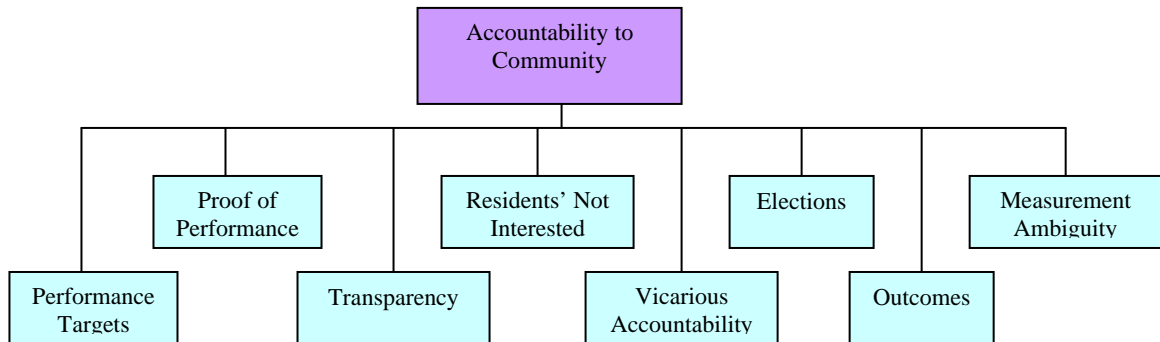 Accountability to
Community
Proof of
Performance
Residents’ Not
Interested
Elections
Measurement
Ambiguity
Performance
Targets
Transparency
Vicarious
Accountability
Outcomes